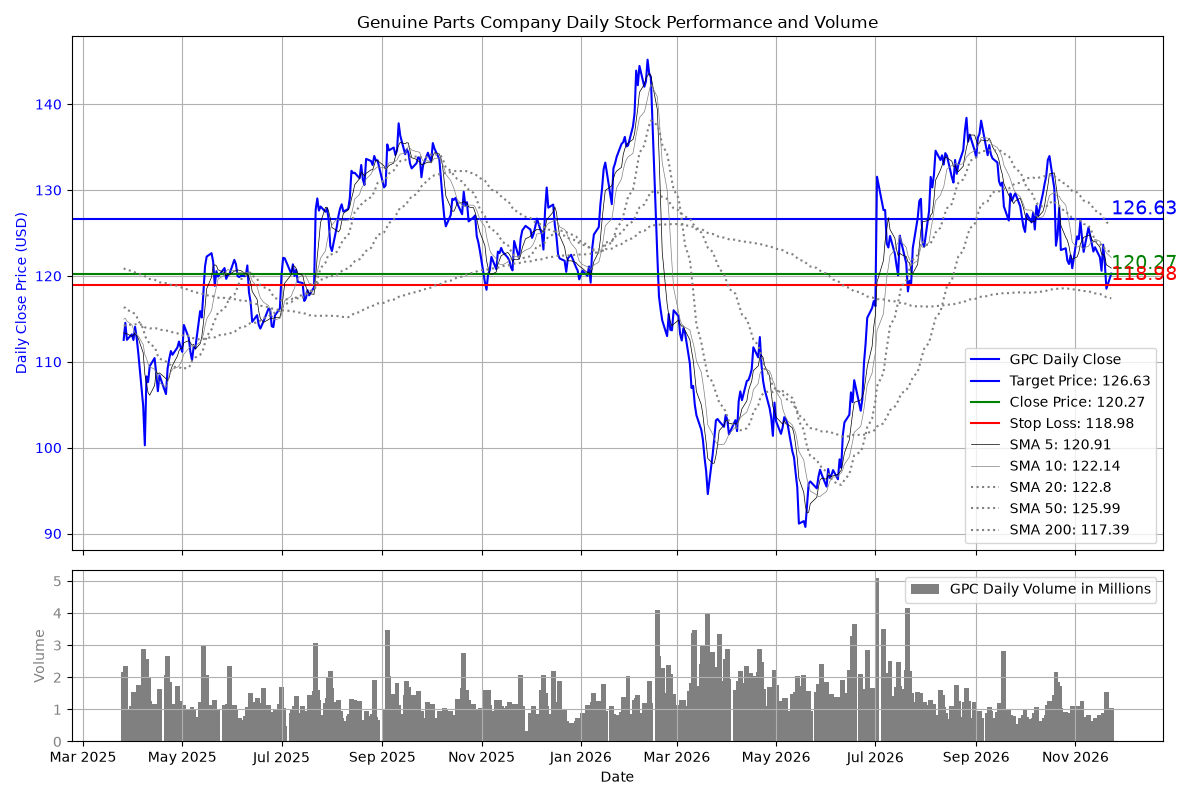 Genuine Parts Company Daily Stock Performance and Volume
Daily Close Price (USD)
140
130
120
110
100
90
126.63
120.27
118.98
GPC Daily Close
Target Price: 126.63
Close Price: 120.27
Stop Loss: 118.98
SMA 5: 120.91
SMA 10: 122.14
SMA 20: 122.8
SMA 50: 125.99
SMA 200: 117.39
Volume
5
4
3
2
1
0
GPC Daily Volume in Millions
Mar 2025 May 2025 Jul 2025 Sep 2025 Nov 2025 Jan 2026 Mar 2026 May 2026 Jul 2026 Sep 2026 Nov 2026
Date